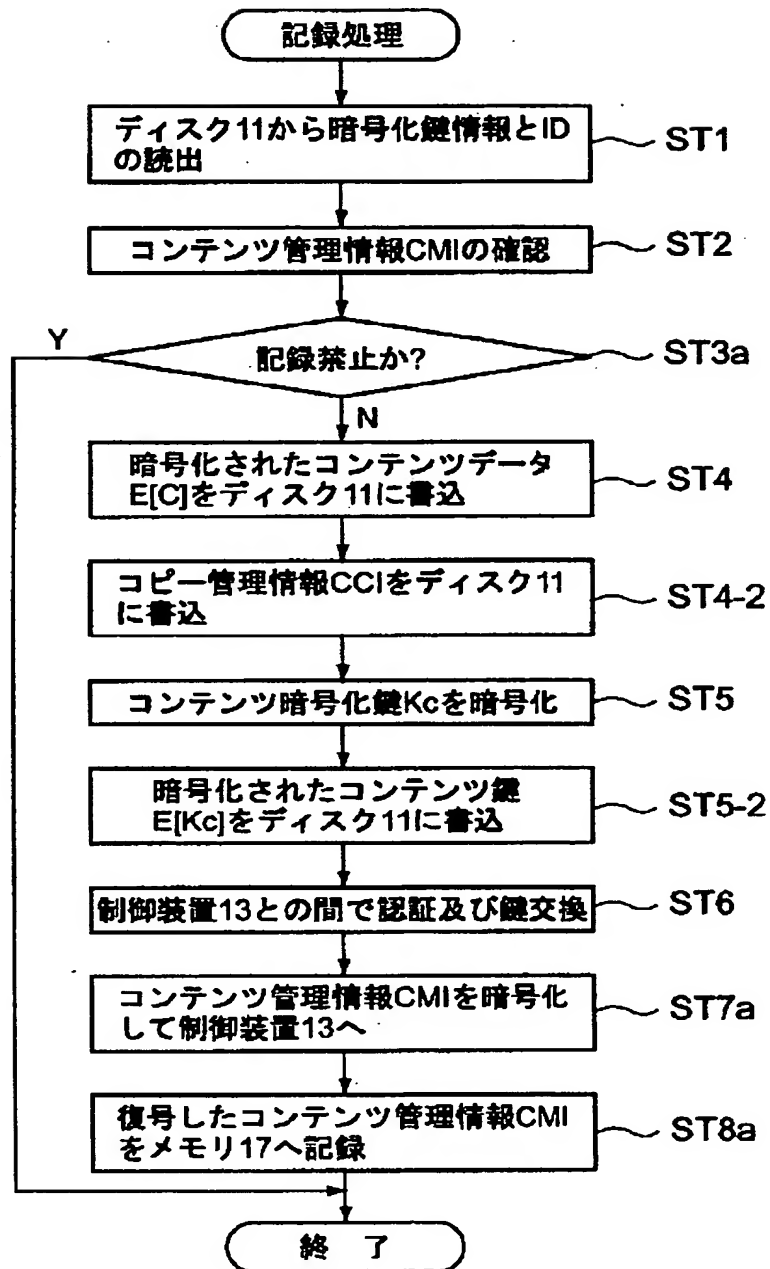 記録処理
ディスク11から暗号化鍵情報とID
の読出
ST1
コンテンツ管理情報CMIの確認
ST2
Y
記録禁止か?
ST3a
N
暗号化されたコンテンツデータ
E[C]をディスク11に書込
ST4
コピー管理情報CCIをディスク11
に書込
ST4-2
コンテンツ暗号化鍵Kcを暗号化
ST5
暗号化されたコンテンツ鍵
E[Kc]をディスク11に書込
ST5-2
制御装置13との間で認証及び鍵交換
ST6
コンテンツ管理情報CMIを暗号化
して制御装置13へ
ST7a
復号したコンテンツ管理情報CMI
をメモリ17へ記録
ST8a
終 了